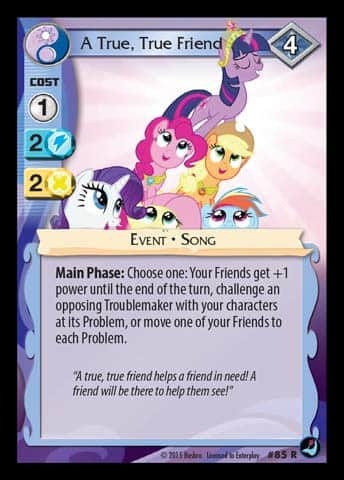 A True, True Friend
4
COST
1
2
2
EVENT • SONG
Main Phase: Choose one: Your Friends get +1
power until the end of the turn, challenge an
opposing Troublemaker with your characters
at its Problem, or move one of your Friends to
each Problem.
"A true, true friend helps a friend in need! A
friend will be there to help them see!"
© 2015 Hasbro. Licensed to Enterplay #85 R